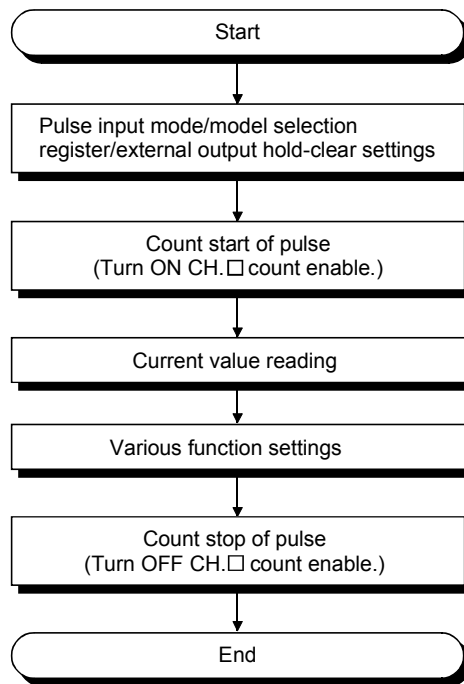 Start
Pulse input mode/model selection
register/external output hold-clear settings
Count start of pulse
(Turn ON CH.□ count enable.)
Current value reading
Various function settings
Count stop of pulse
(Turn OFF CH.□ count enable.)
End